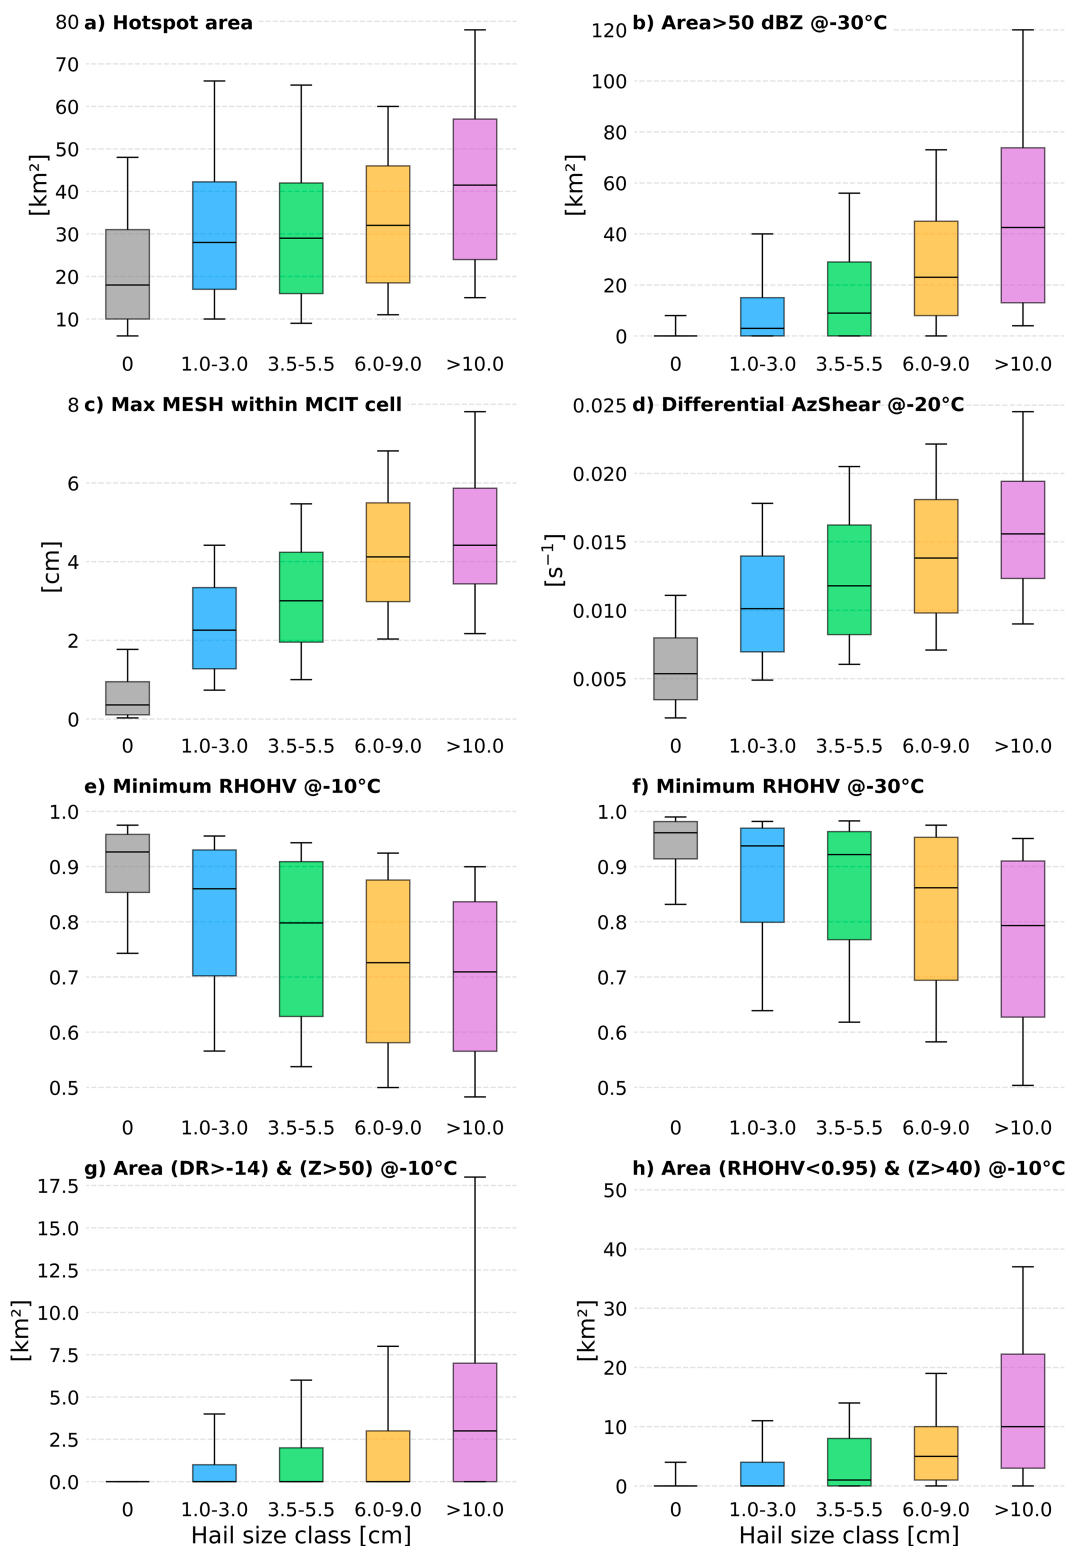 a) Hotspot area
80
70
60
50
40
30
20
10
[km²]
0 1.0-3.0 3.5-5.5 6.0-9.0 >10.0
b) Area>50 dBZ @-30°C
120
100
80
60
40
20
0
[km²]
0 1.0-3.0 3.5-5.5 6.0-9.0 >10.0
c) Max MESH within MCIT cell
8
6
4
2
0
[cm]
0 1.0-3.0 3.5-5.5 6.0-9.0 >10.0
d) Differential AzShear @-20°C
0.025
0.020
0.015
0.010
0.005
[s⁻¹]
0 1.0-3.0 3.5-5.5 6.0-9.0 >10.0
e) Minimum RHOHV @-10°C
1.0
0.9
0.8
0.7
0.6
0.5
0 1.0-3.0 3.5-5.5 6.0-9.0 >10.0
f) Minimum RHOHV @-30°C
1.0
0.9
0.8
0.7
0.6
0.5
0 1.0-3.0 3.5-5.5 6.0-9.0 >10.0
g) Area (DR>-14) & (Z>50) @-10°C
17.5
15.0
12.5
10.0
7.5
5.0
2.5
0.0
[km²]
0 1.0-3.0 3.5-5.5 6.0-9.0 >10.0
Hail size class [cm]
h) Area (RHOHV<0.95) & (Z>40) @-10°C
50
40
30
20
10
0
[km²]
0 1.0-3.0 3.5-5.5 6.0-9.0 >10.0
Hail size class [cm]